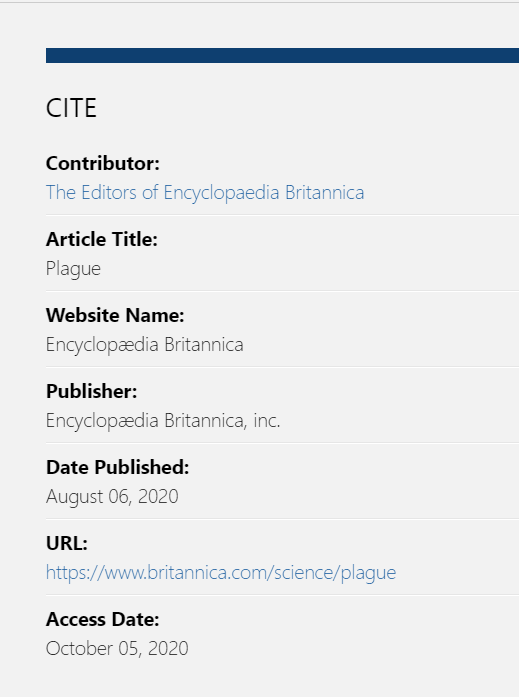 CITE
Contributor:
The Editors of Encyclopaedia Britannica
Article Title:
Plague
Website Name:
Encyclopædia Britannica
Publisher:
Encyclopædia Britannica, inc.
Date Published:
August 06, 2020
URL:
https://www.britannica.com/science/plague
Access Date:
October 05, 2020